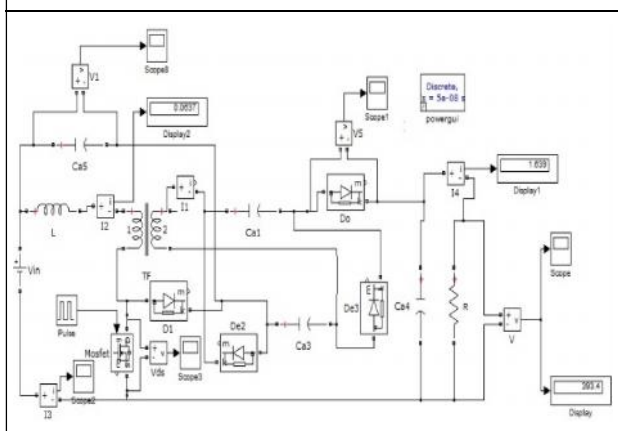 Scope8
V1
Discrete,
s = 5e-08 s
powergui
0.0637
Display2
Scope1
V5
Ca5
1.639
Display1
I4
I1
I2
L
1
2
Ca1
Do
Scope
Vin
TF
E
De3
Ca4
R
Pulse
D1
De2
Ca3
V
Mosfet
Vds
Scope3
Scope2
I3
393.4
Display